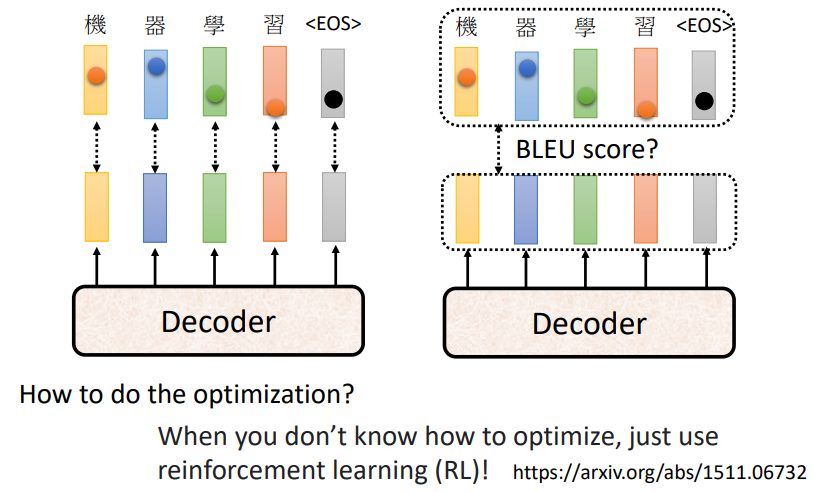 機 器 學 習 <EOS>
機 器 學 習 <EOS>
BLEU score?
Decoder
Decoder
How to do the optimization?
When you don’t know how to optimize, just use
reinforcement learning (RL)! https://arxiv.org/abs/1511.06732